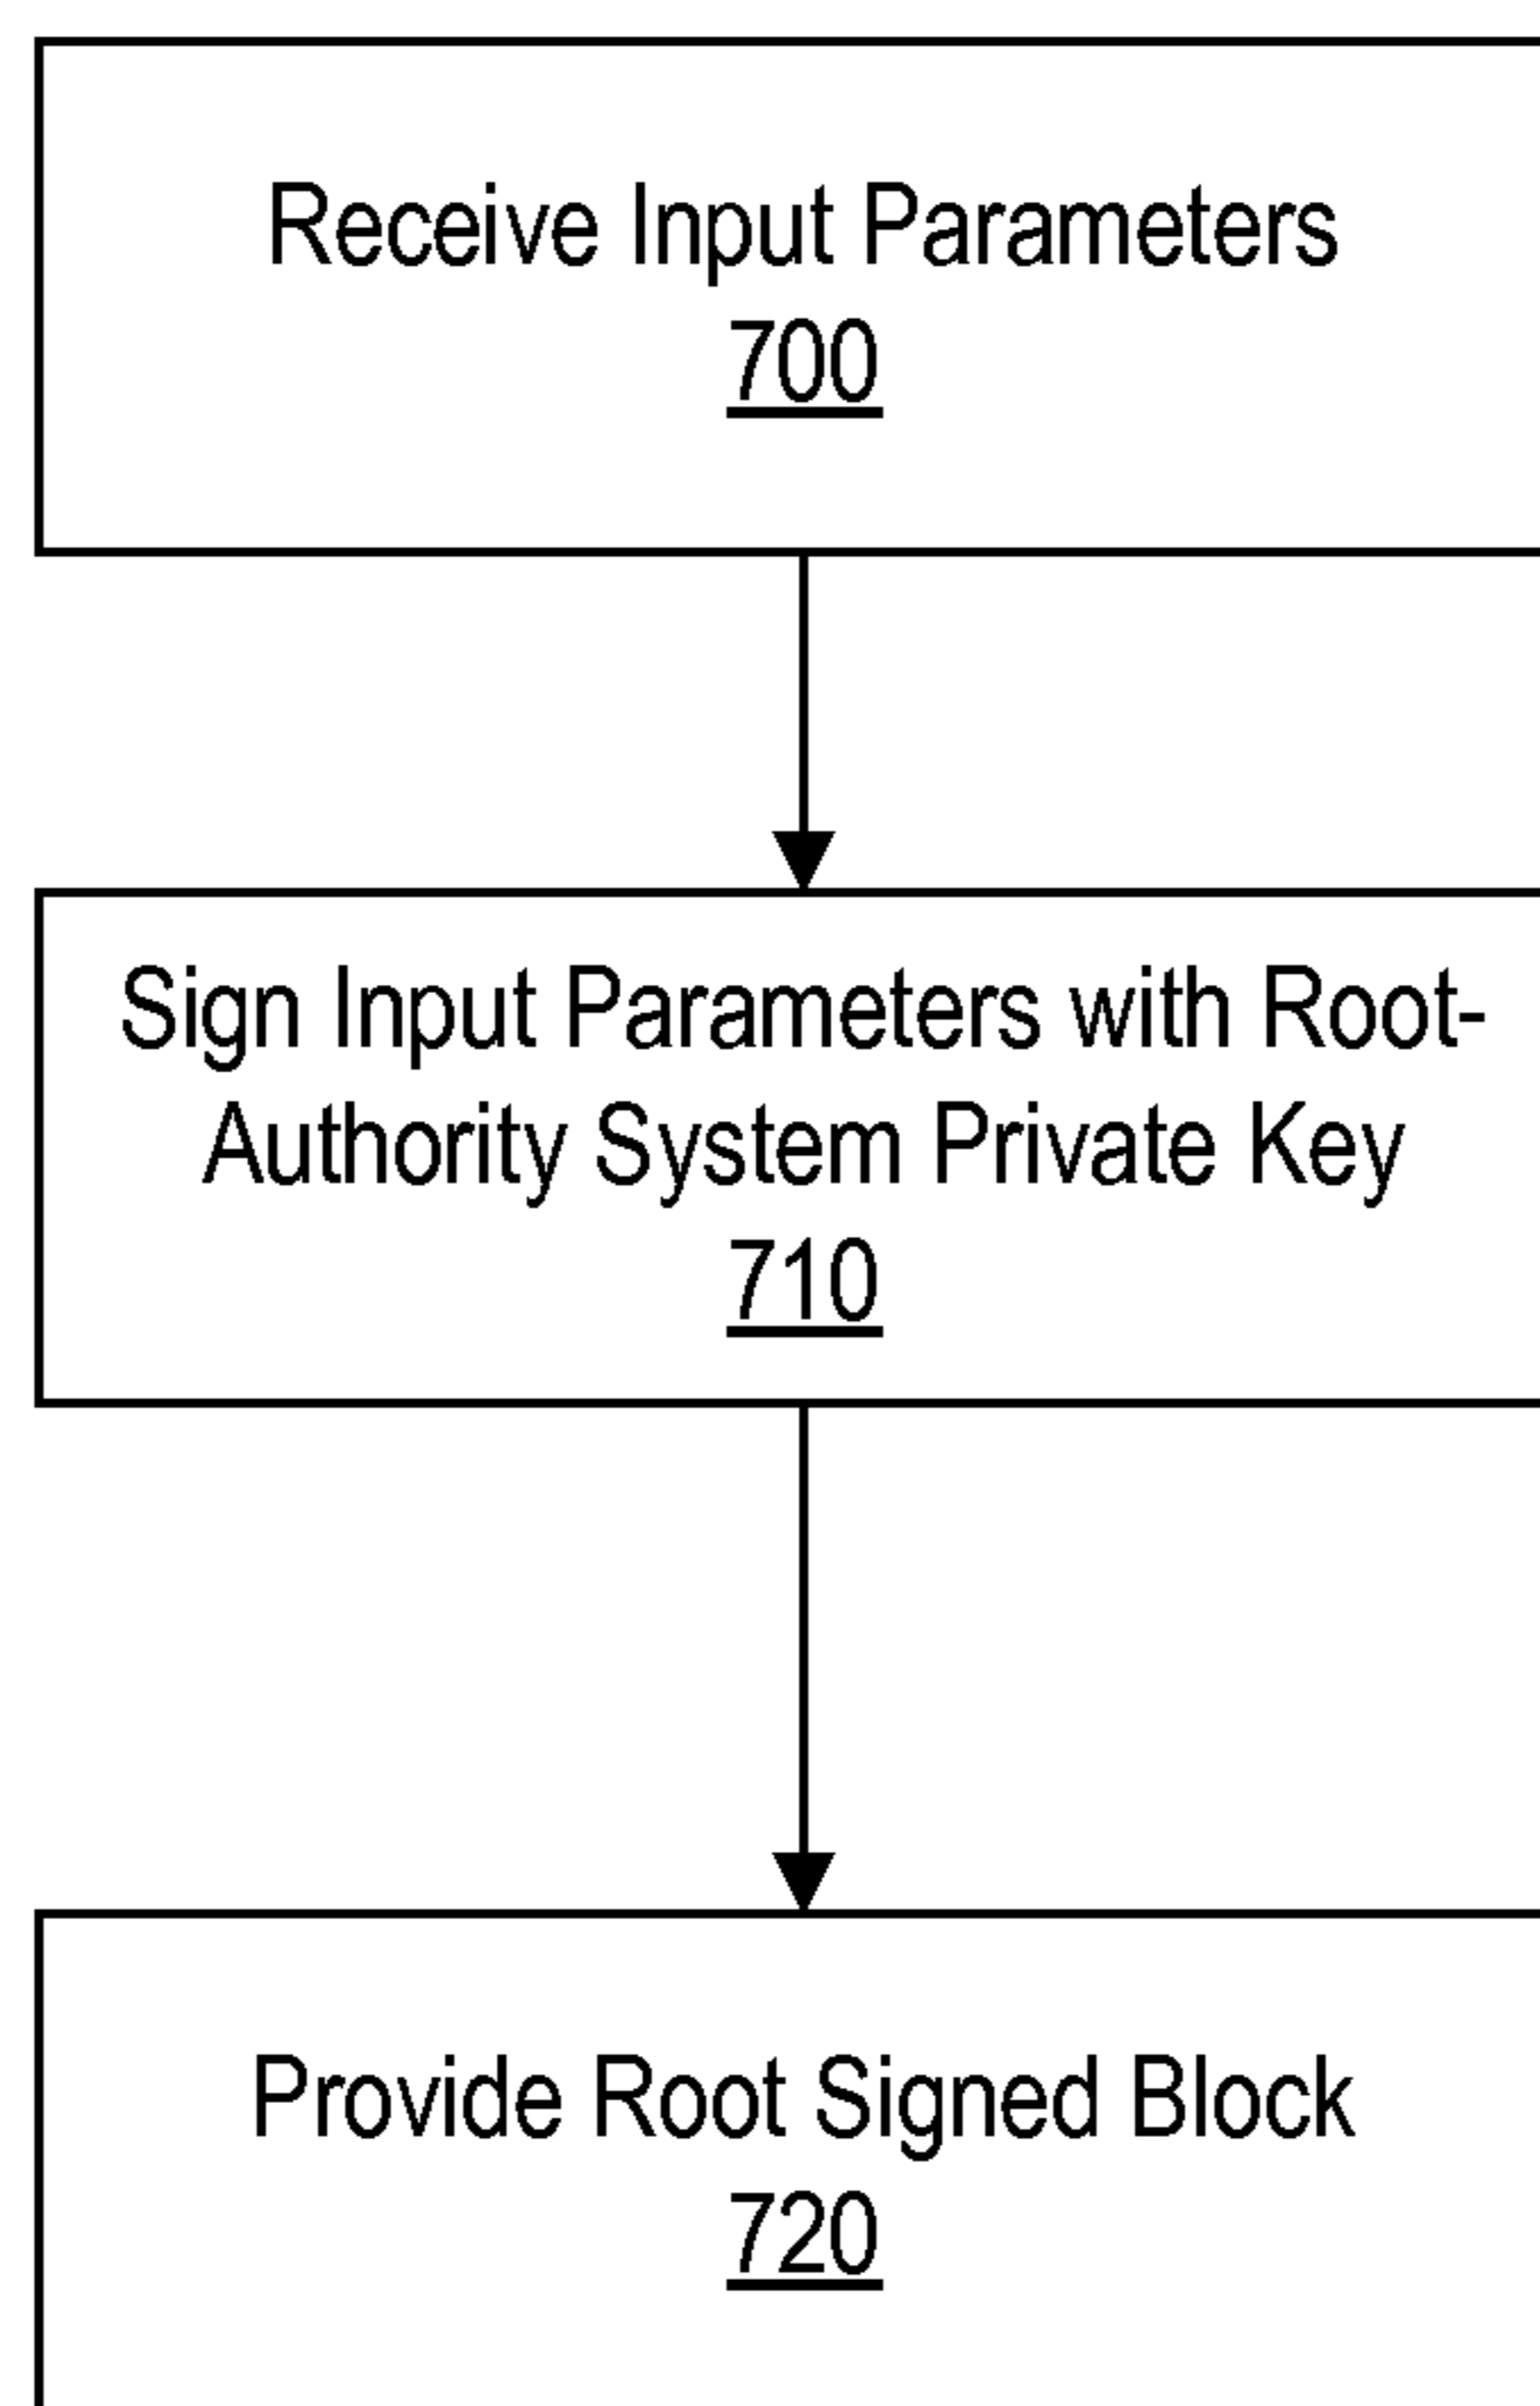 Receive Input Parameters
700
Sign Input Parameters with Root-
Authority System Private Key
710
Provide Root Signed Block
720